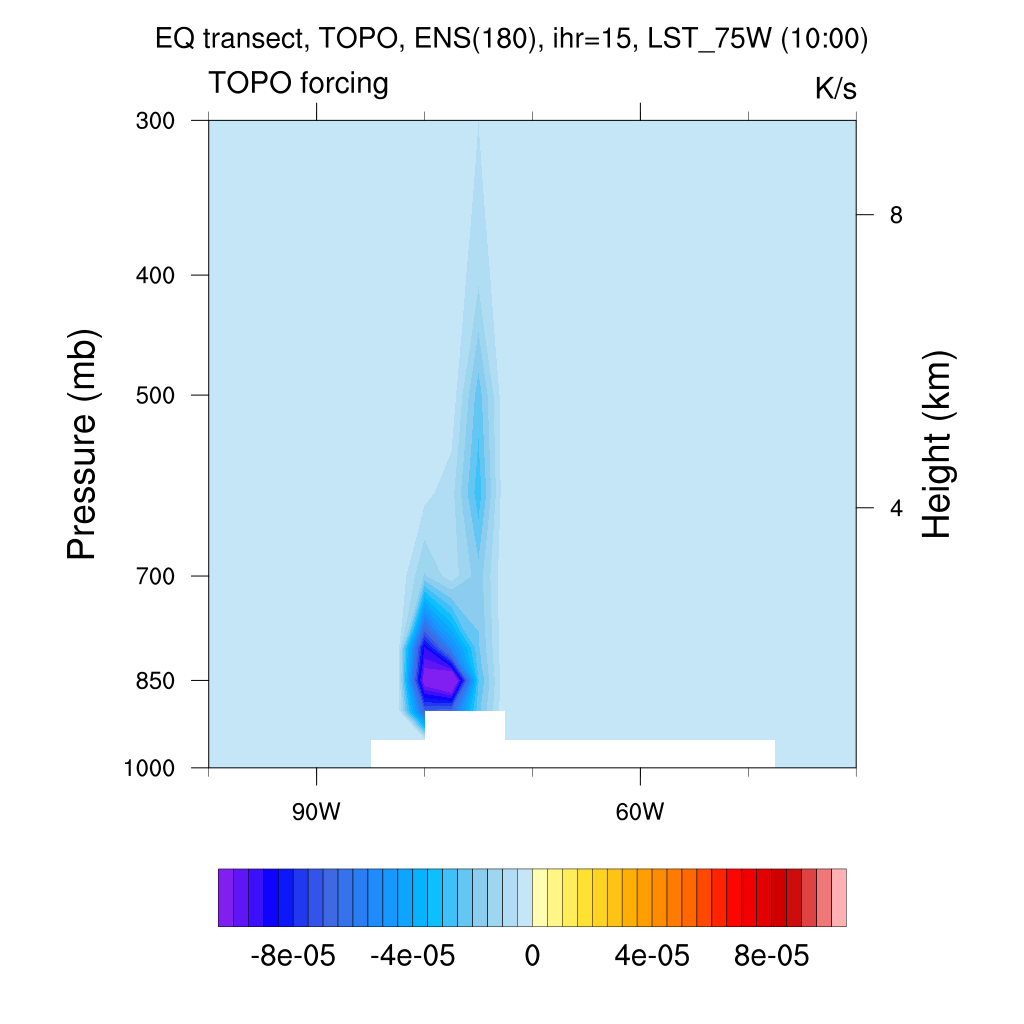 EQ transect, TOPO, ENS(180), ihr=15, LST_75W (10:00)
TOPO forcing
K/s
300
400
500
700
850
1000
Pressure (mb)
8
4
Height (km)
90W
60W
-8e-05
-4e-05
0
4e-05
8e-05